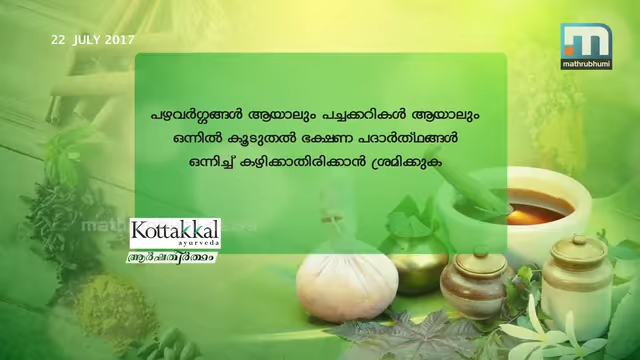 22 JULY 2017
mathrubhumi
പഴവർഗ്ഗങ്ങൾ ആയാലും പച്ചക്കറികൾ ആയാലും
ഒന്നിൽ കൂടുതൽ ഭക്ഷണ പദാർത്ഥങ്ങൾ
ഒന്നിച്ച് കഴിക്കാതിരിക്കാൻ ശ്രമിക്കുക
Kottakkal
ayurveda
ആർഷതീർത്ഥം